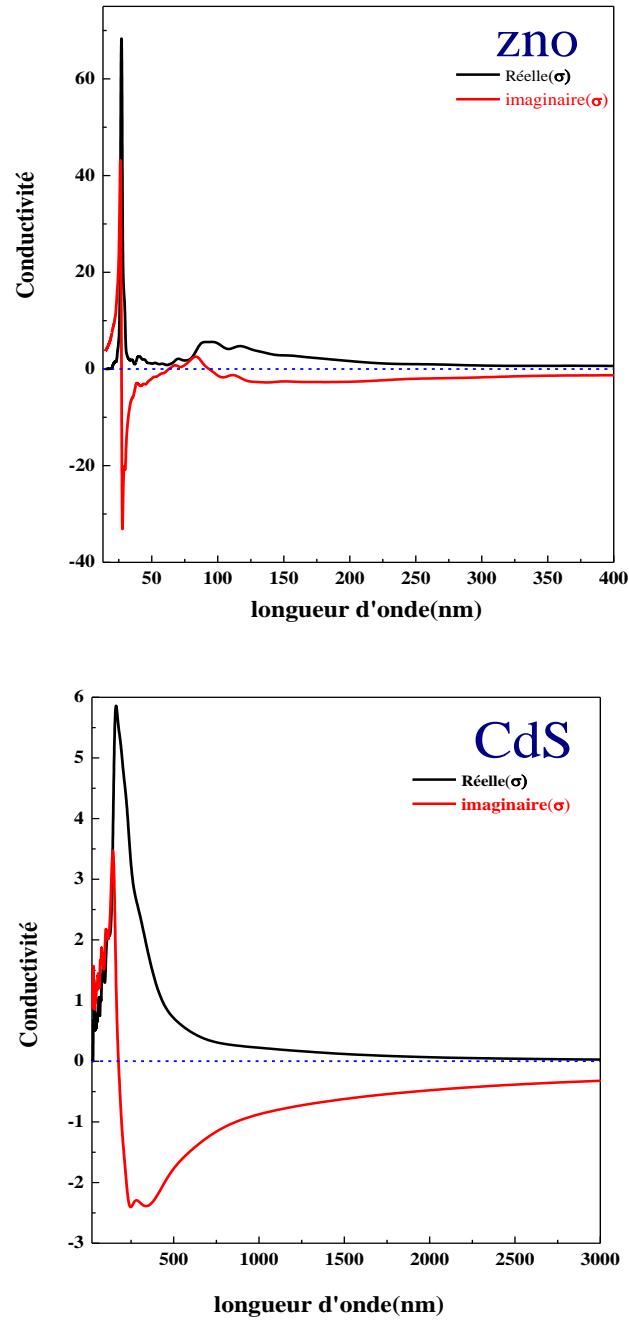 zno
Réelle(σ)
imaginaire(σ)
Conductivité
60
40
20
0
-20
-40
50 100 150 200 250 300 350 400
longueur d'onde(nm)
CdS
Réelle(σ)
imaginaire(σ)
Conductivité
6
5
4
3
2
1
0
-1
-2
-3
500 1000 1500 2000 2500 3000
longueur d'onde(nm)